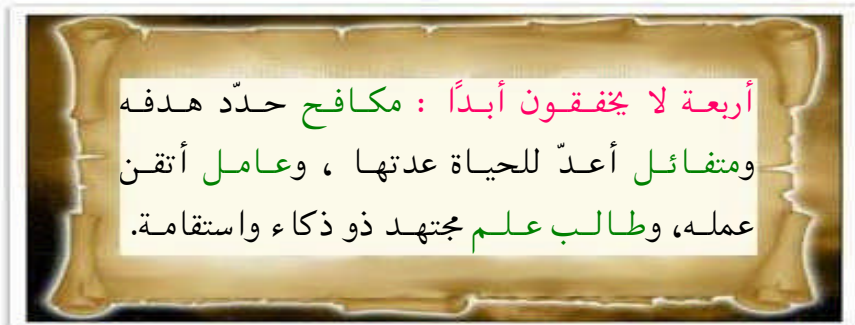 أربعة لا يخفقون أبدًا : مكافح حدّد هدفه
ومتفائل أعدّ للحياة عدتها ، وعامل أتقن
عمله، وطالب علم مجتهد ذو ذكاء واستقامة.